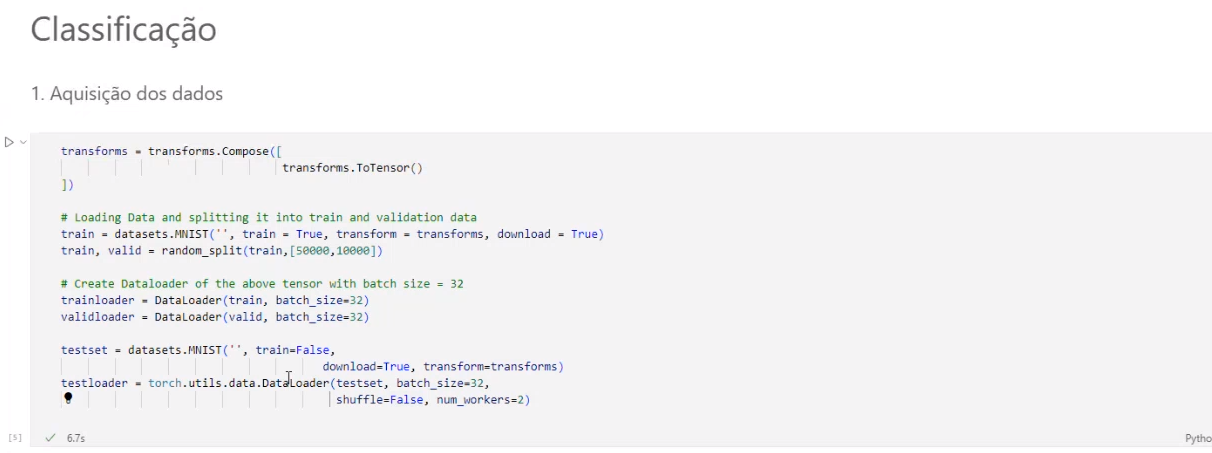 Classificação
1. Aquisição dos dados
transforms = transforms.Compose([
transforms.ToTensor()
])
# Loading Data and splitting it into train and validation data
train = datasets.MNIST('', train = True, transform = transforms, download = True)
train, valid = random_split(train,[50000,10000])
# Create Dataloader of the above tensor with batch size = 32
trainloader = DataLoader(train, batch_size=32)
validloader = DataLoader(valid, batch_size=32)
testset = datasets.MNIST('', train=False,
download=True, transform=transforms)
testloader = torch.utils.data.DataLoader(testset, batch_size=32,
shuffle=False, num_workers=2)
[5] 6.7s Pytho